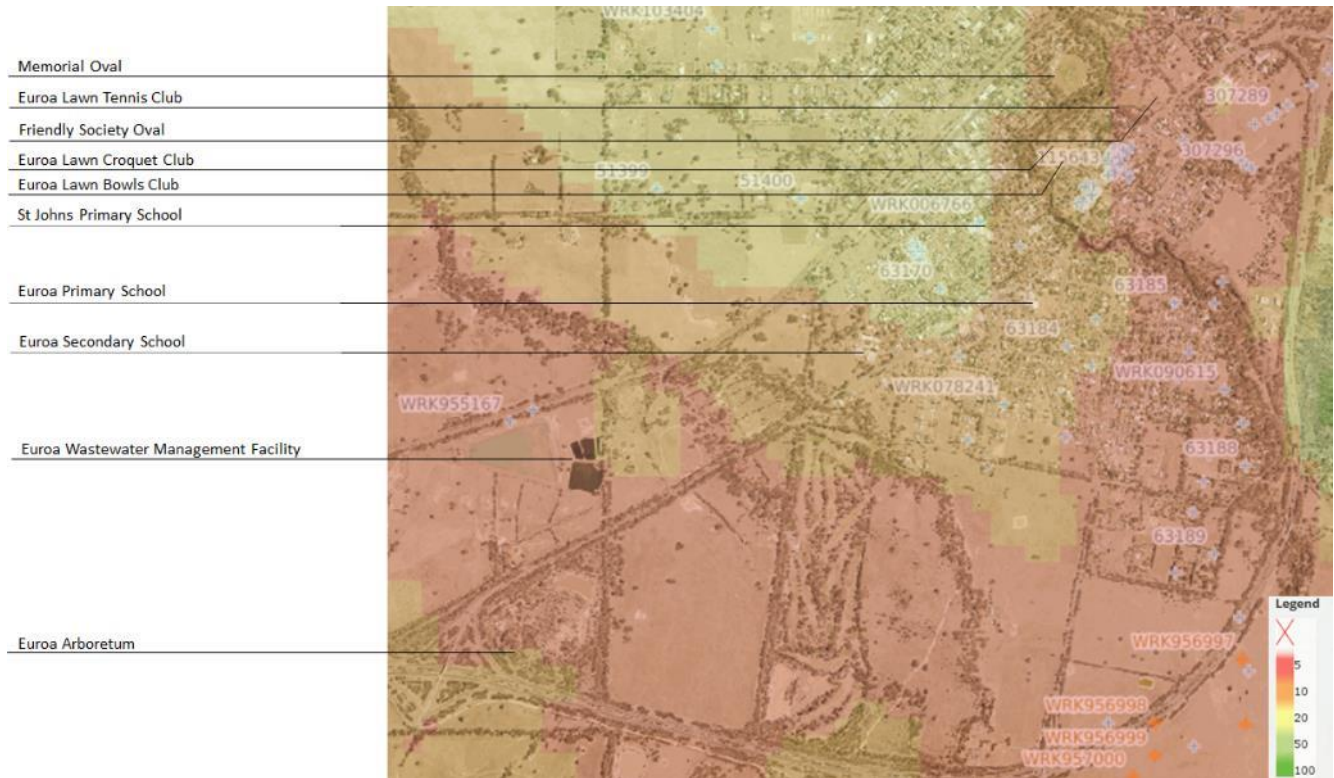 Memorial Oval
Euroa Lawn Tennis Club
Friendly Society Oval
Euroa Lawn Croquet Club
Euroa Lawn Bowls Club
St Johns Primary School
Euroa Primary School
Euroa Secondary School
Euroa Wastewater Management Facility
Euroa Arboretum
WRK103404
307289
307296
15643
51399
51400
WRK006766
63170
63185
63184
WRK078241
WRK090615
WRK955167
63188
63189
WRK956997
WRK956998
WRK956999
WRK957000
Legend
5
10
20
50
100